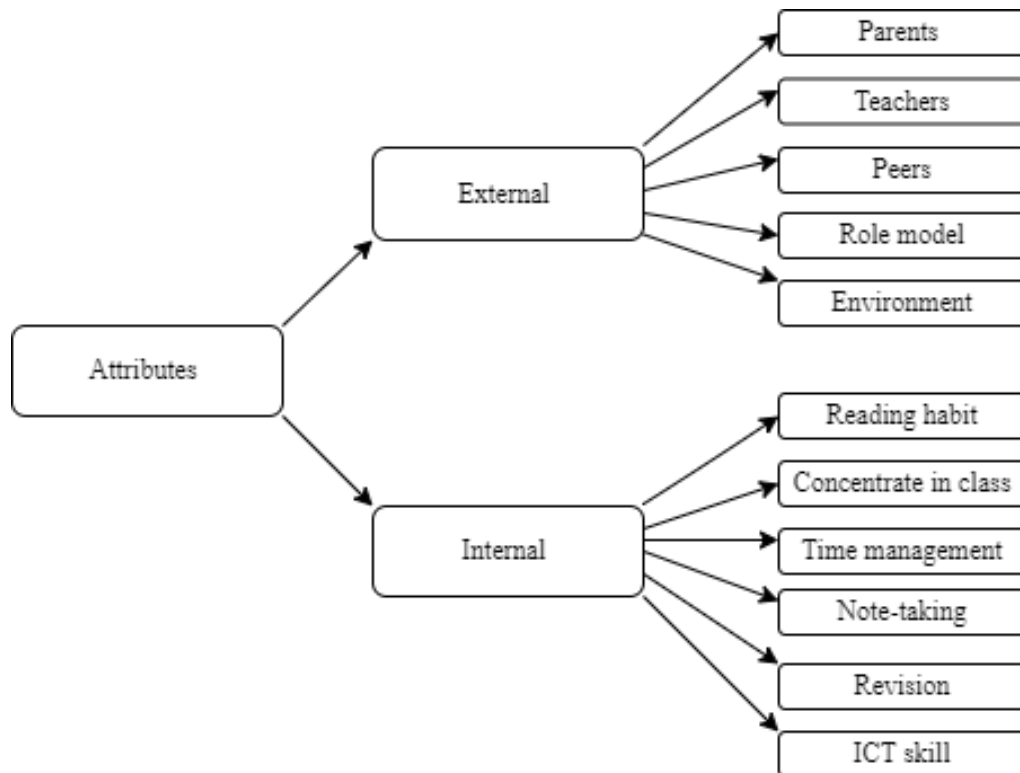 Attributes
External
Parents
Teachers
Peers
Role model
Environment
Internal
Reading habit
Concentrate in class
Time management
Note-taking
Revision
ICT skill